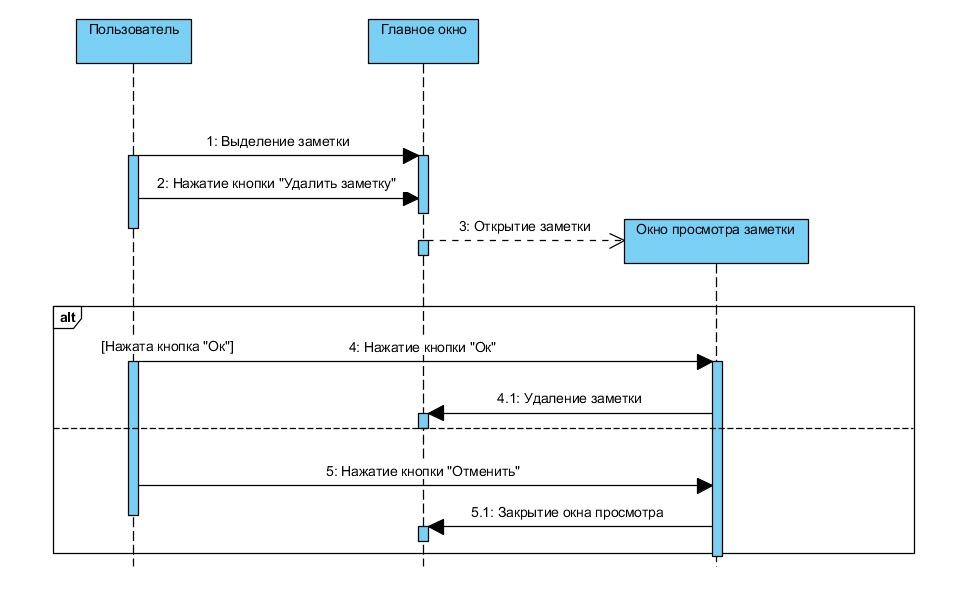 Пользователь
Главное окно
1: Выделение заметки
2: Нажатие кнопки "Удалить заметку"
3: Открытие заметки
Окно просмотра заметки
alt
[Нажата кнопка "Ок"]
4: Нажатие кнопки "Ок"
4.1: Удаление заметки
5: Нажатие кнопки "Отменить"
5.1: Закрытие окна просмотра